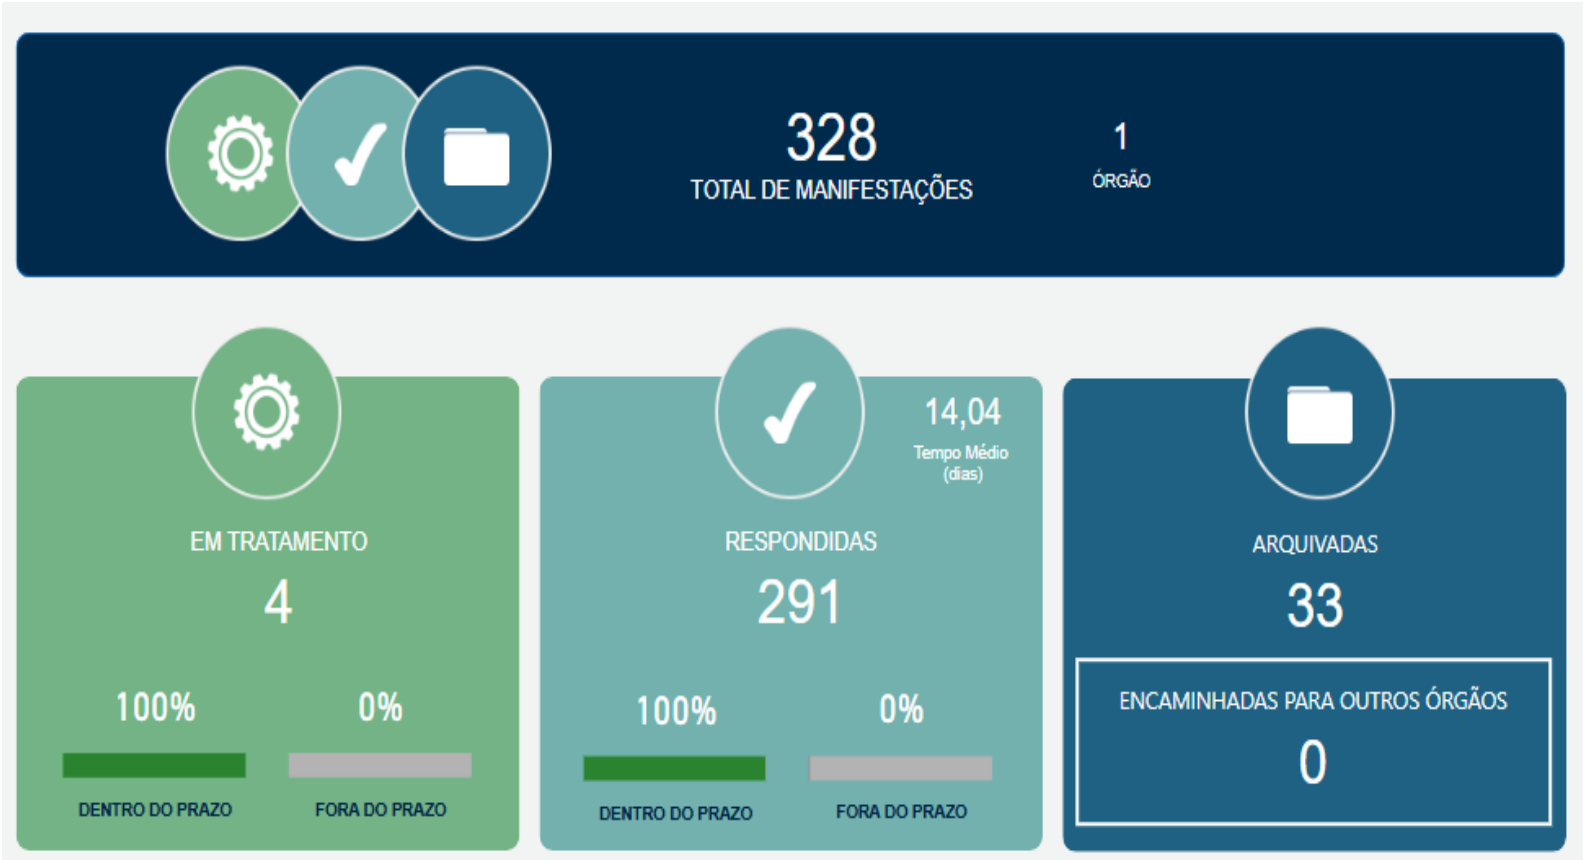 328
TOTAL DE MANIFESTAÇÕES
1
ÓRGÃO
EM TRATAMENTO
4
100%
0%
DENTRO DO PRAZO
FORA DO PRAZO
14,04
Tempo Médio
(dias)
RESPONDIDAS
291
100%
0%
DENTRO DO PRAZO
FORA DO PRAZO
ARQUIVADAS
33
ENCAMINHADAS PARA OUTROS ÓRGÃOS
0